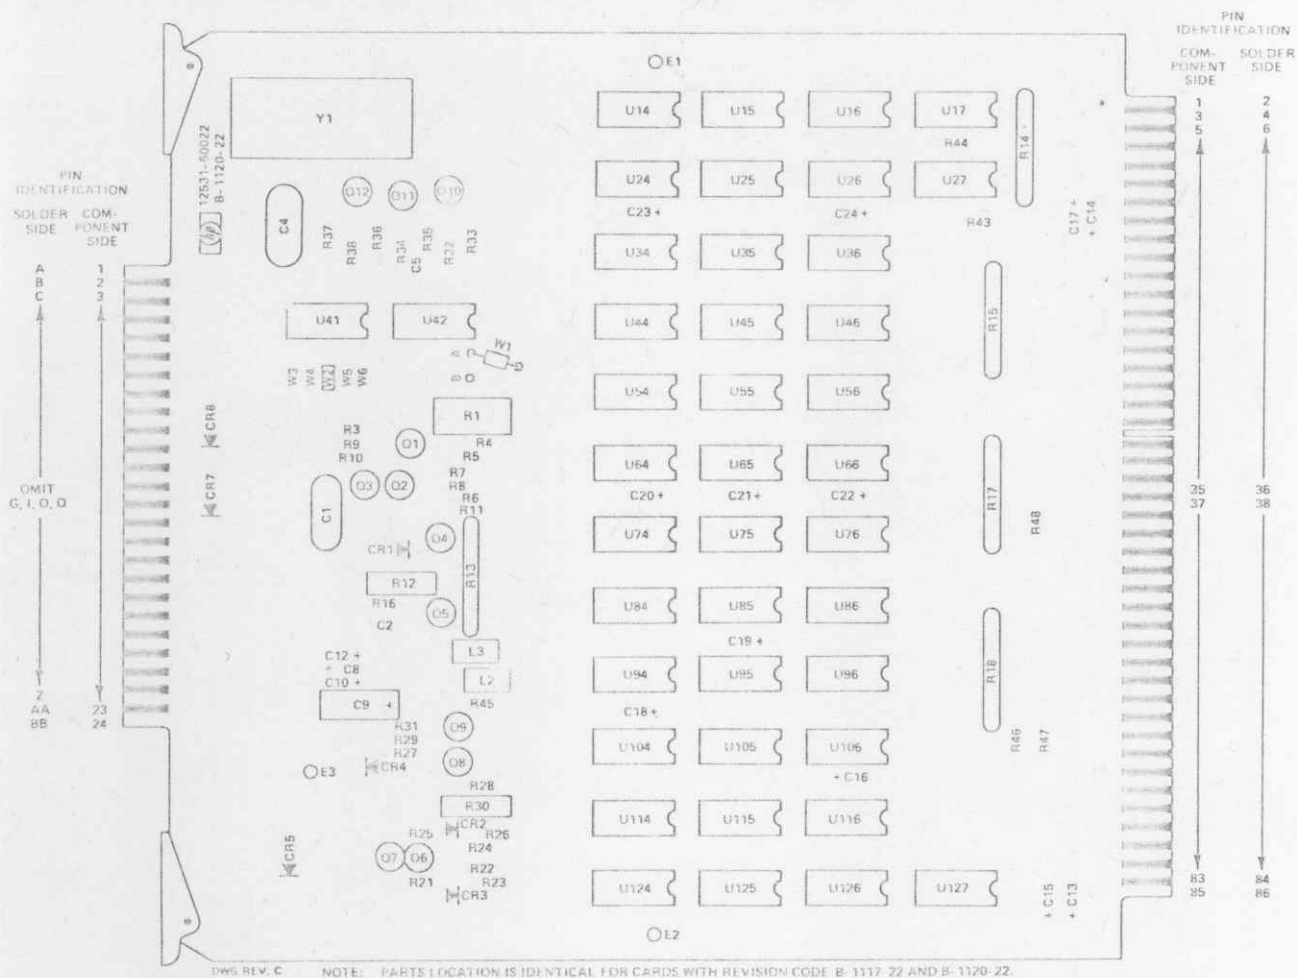 PIN
IDENTIFICATION
COM-
PONENT
SIDE
SOLDER
SIDE
1 2
3 4
5 6
35 36
37 38
83 84
85 86
PIN
IDENTIFICATION
SOLDER
SIDE
COM-
PONENT
SIDE
A 1
B 2
C 3
OMIT
G, I, O, Q
Z
AA 23
BB 24
12531-60022
B-1120-22
hp
E1
Y1
U14 U15 U16 U17
R44
R14
Q12 Q11 Q10
U24 U25 U26 U27
C23 + C24 +
R43
C17 +
+ C14
C4
R37
R38
R36
R34
C5
R35
R32
R33
U34 U35 U36
R15
U41 U42
U44 U45 U46
W1
A
B
W3
W4
W2
W5
W6
U54 U55 U56
R1
CR8
R3
R9
R10
Q1
R4
R5
U64 U65 U66
R17
CR7
Q3 Q2
R7
R8
R6
R11
C20 + C21 + C22 +
C1
CR1
Q4
R13
U74 U75 U76
R48
R12
R16
C2
Q5
U84 U85 U86
C19 +
L3
R18
C12 +
+ C8
C10 +
L2
R45
U94 U95 U96
C9 +
C18 +
R31
R29
R27
Q9
Q8
U104 U105 U106
R46
R47
+ C16
E3
CR4
R28
R30
CR2
U114 U115 U116
R25
R26
R24
CR5
Q7 Q6
R22
R21
R23
CR3
U124 U125 U126 U127
+ C15
+ C13
E2
DWG REV. C NOTE: PARTS LOCATION IS IDENTICAL FOR CARDS WITH REVISION CODE B-1117-22 AND B-1120-22.